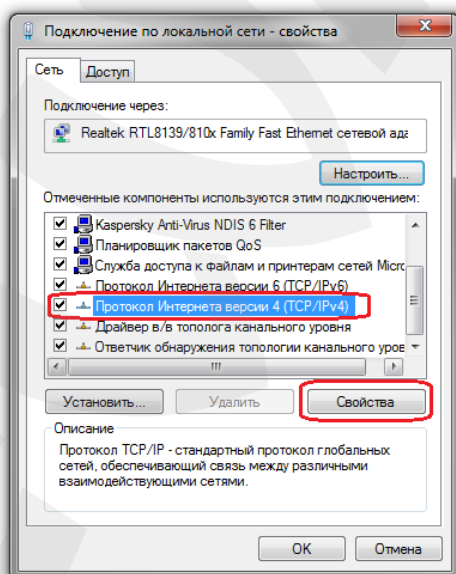 Подключение по локальной сети - свойства
Сеть Доступ
Подключение через:
Realtek RTL8139/810x Family Fast Ethernet сетевой ада
Настроить...
Отмеченные компоненты используются этим подключением:
Kaspersky Anti-Virus NDIS 6 Filter
Планировщик пакетов QoS
Служба доступа к файлам и принтерам сетей Micro
Протокол Интернета версии 6 (TCP/IPv6)
Протокол Интернета версии 4 (TCP/IPv4)
Драйвер в/в тополога канального уровня
Ответчик обнаружения топологии канального уров
Установить... Удалить Свойства
Описание
Протокол TCP/IP - стандартный протокол глобальных
сетей, обеспечивающий связь между различными
взаимодействующими сетями.
OK Отмена